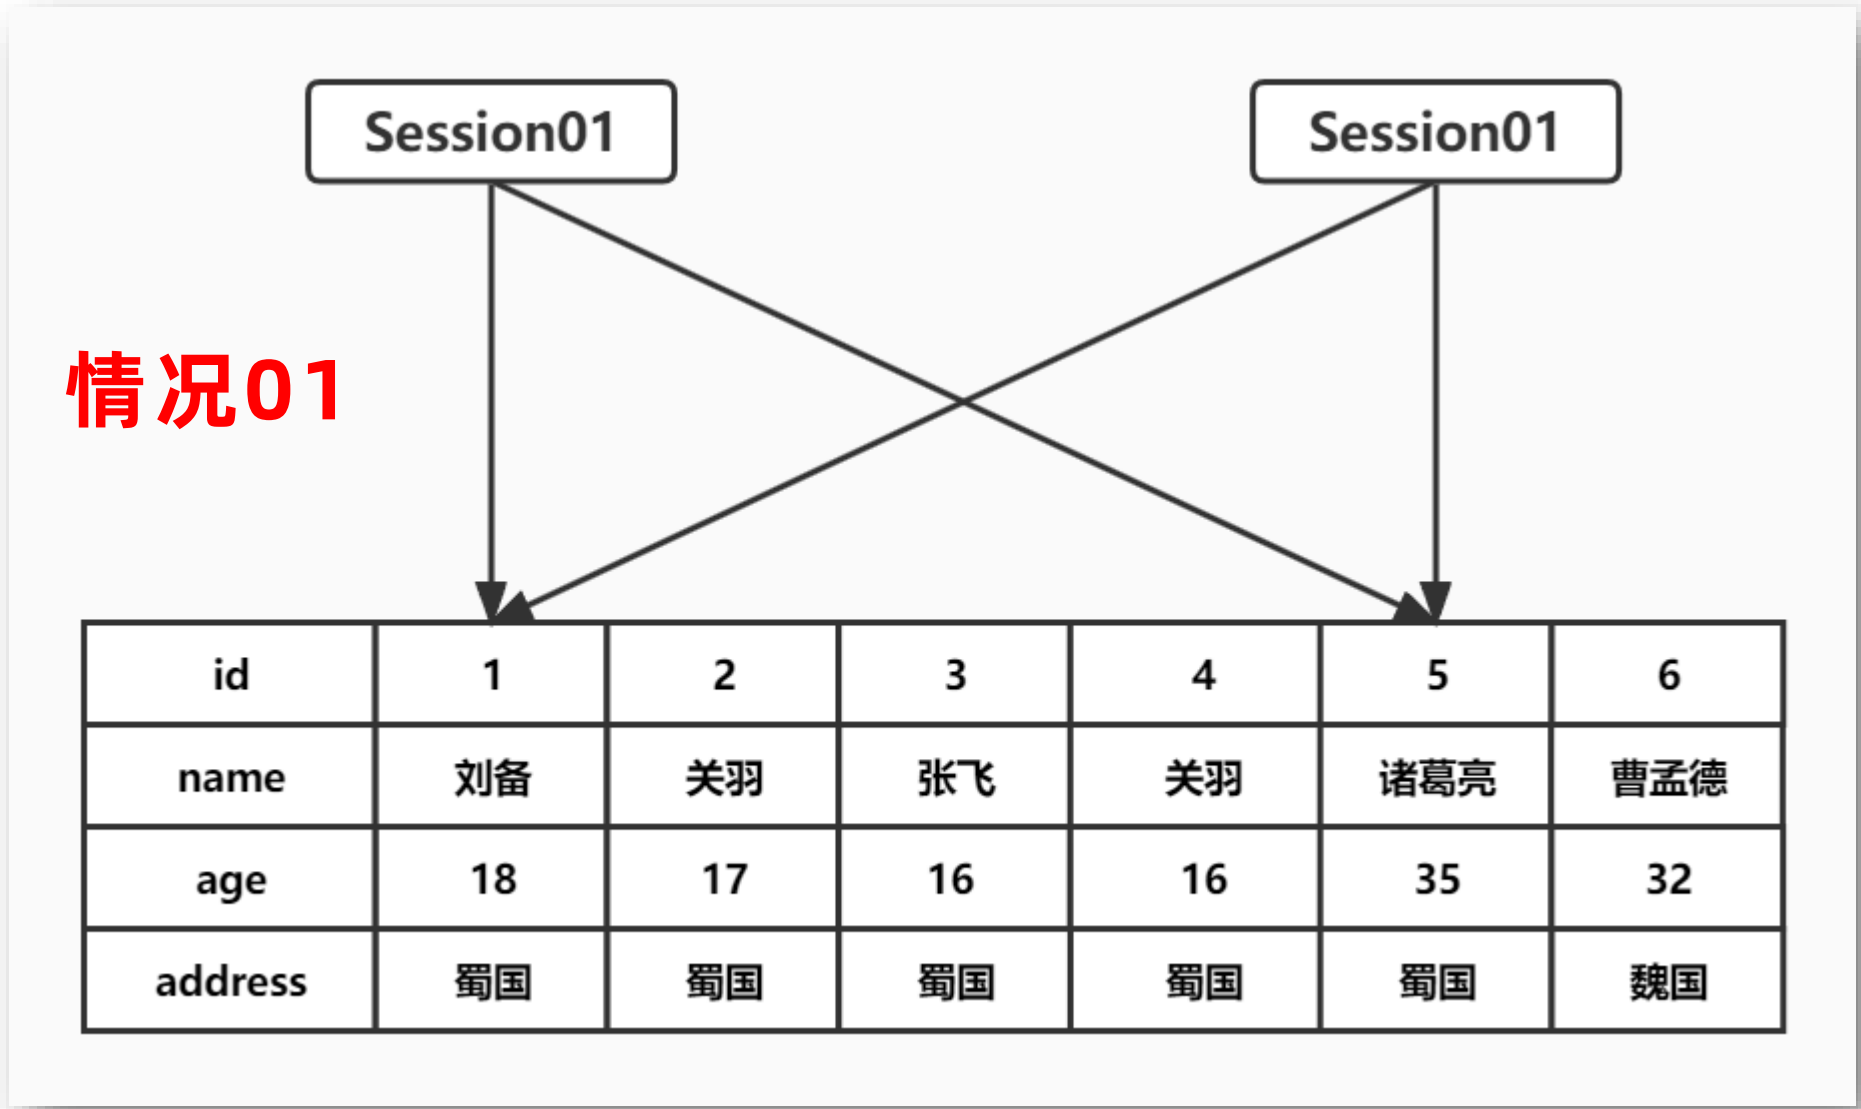 Session01 Session01
情况01
id 1 2 3 4 5 6
name 刘备 关羽 张飞 关羽 诸葛亮 曹孟德
age 18 17 16 16 35 32
address 蜀国 蜀国 蜀国 蜀国 蜀国 魏国